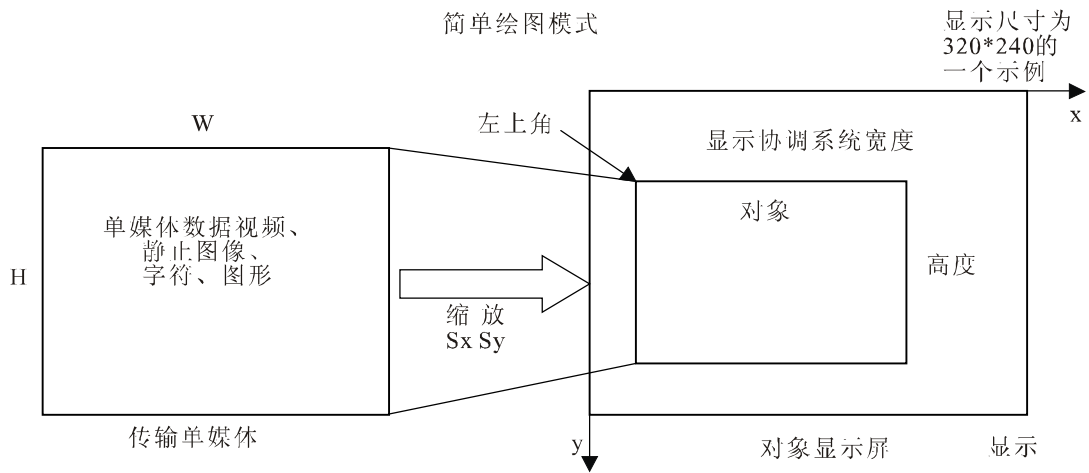 简单绘图模式
显示尺寸为
320*240的
一个示例
x
W
左上角
显示协调系统宽度
单媒体数据视频、
静止图像、
字符、图形
对象
H
高度
缩 放
Sx Sy
传输单媒体
y
对象显示屏
显示